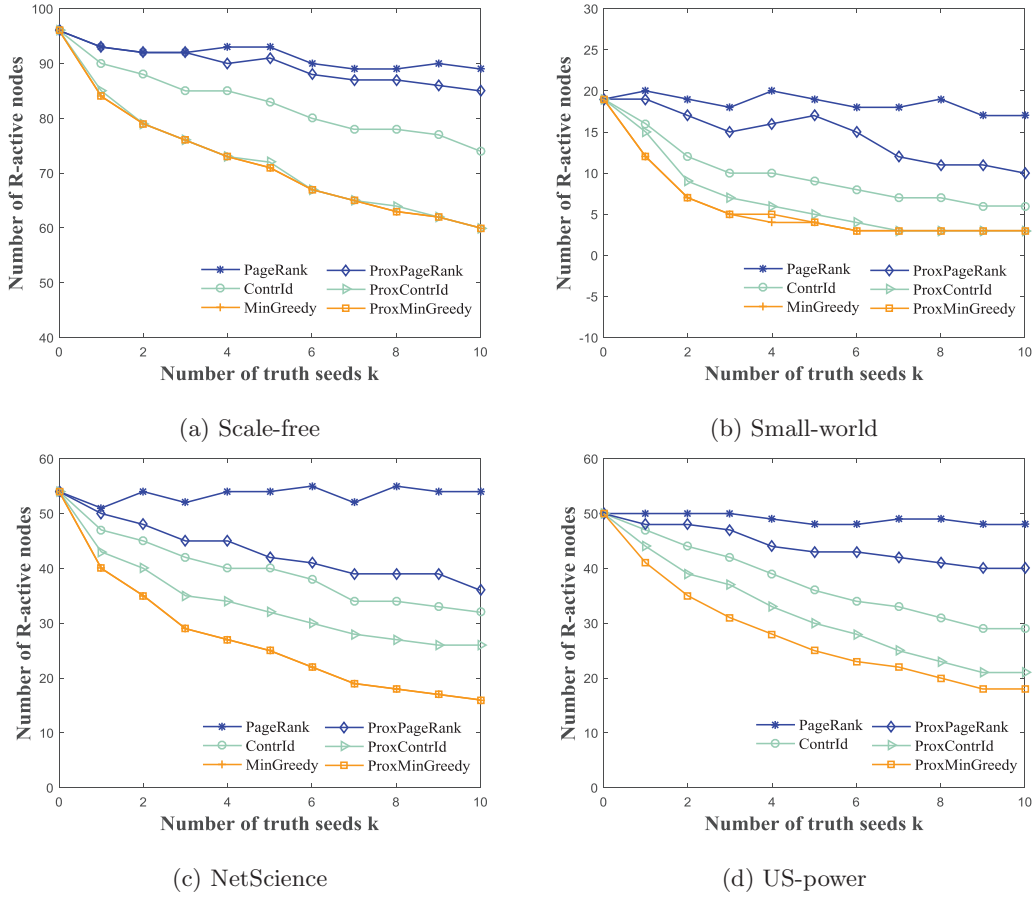 100
90
80
70
60
50
40
0
2
4
6
8
10
Number of R-active nodes
Number of truth seeds k
PageRank
ProxPageRank
ContrId
ProxContrId
MinGreedy
ProxMinGreedy
(a) Scale-free
30
25
20
15
10
5
0
-5
-10
0
2
4
6
8
10
Number of R-active nodes
Number of truth seeds k
PageRank
ProxPageRank
ContrId
ProxContrId
MinGreedy
ProxMinGreedy
(b) Small-world
60
50
40
30
20
10
0
0
2
4
6
8
10
Number of R-active nodes
Number of truth seeds k
PageRank
ProxPageRank
ContrId
ProxContrId
MinGreedy
ProxMinGreedy
(c) NetScience
60
50
40
30
20
10
0
0
2
4
6
8
10
Number of R-active nodes
Number of truth seeds k
PageRank
ProxPageRank
ContrId
ProxContrId
ProxMinGreedy
(d) US-power